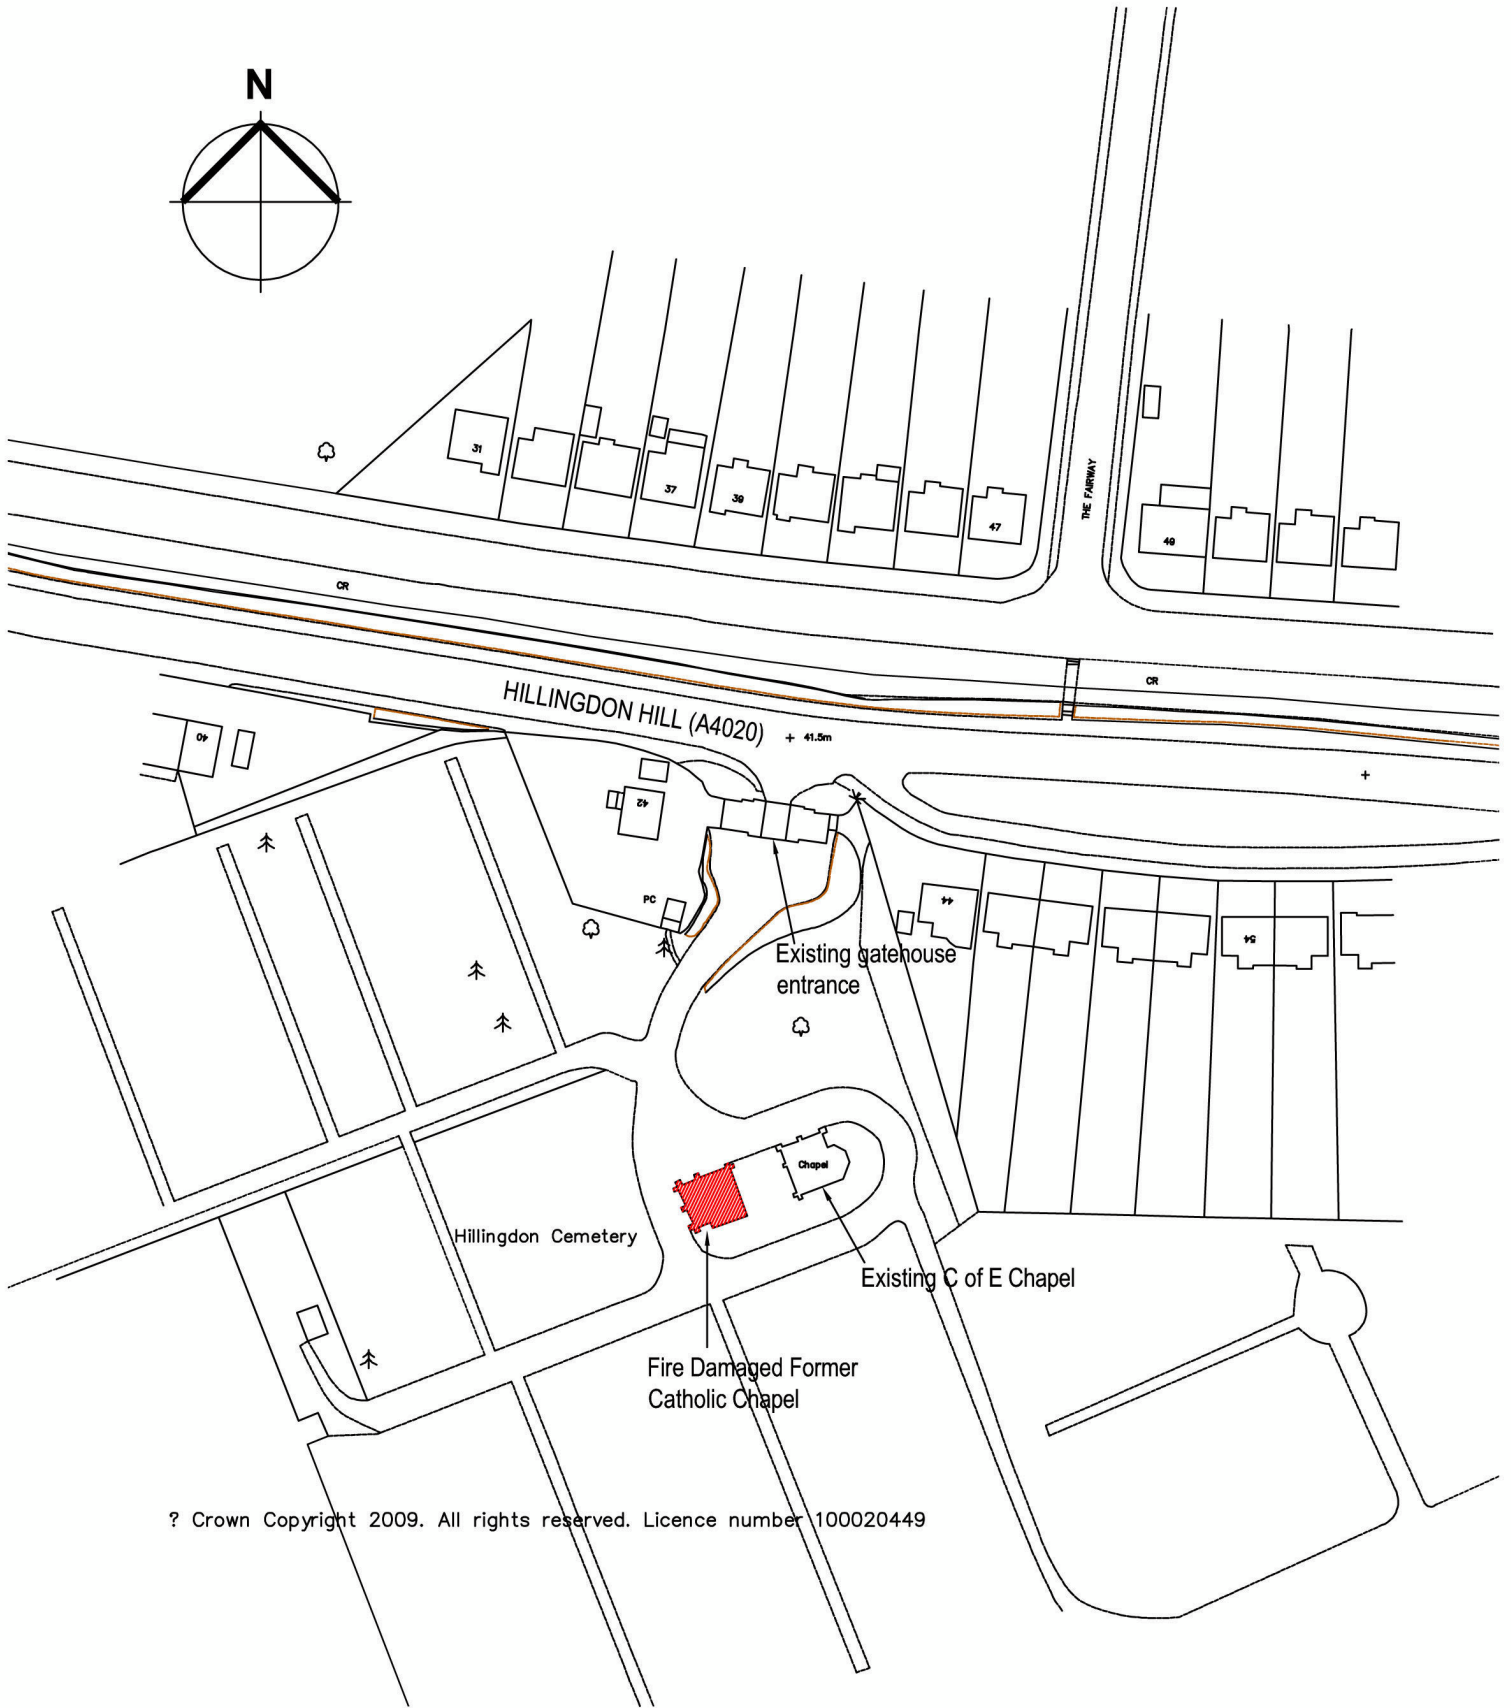 N
31
37
39
47
49
THE FAIRWAY
CR
CR
HILLINGDON HILL (A4020)
41.5m
40
42
PC
44
54
Existing gatehouse
entrance
Chapel
Hillingdon Cemetery
Existing C of E Chapel
Fire Damaged Former
Catholic Chapel
? Crown Copyright 2009. All rights reserved. Licence number 100020449